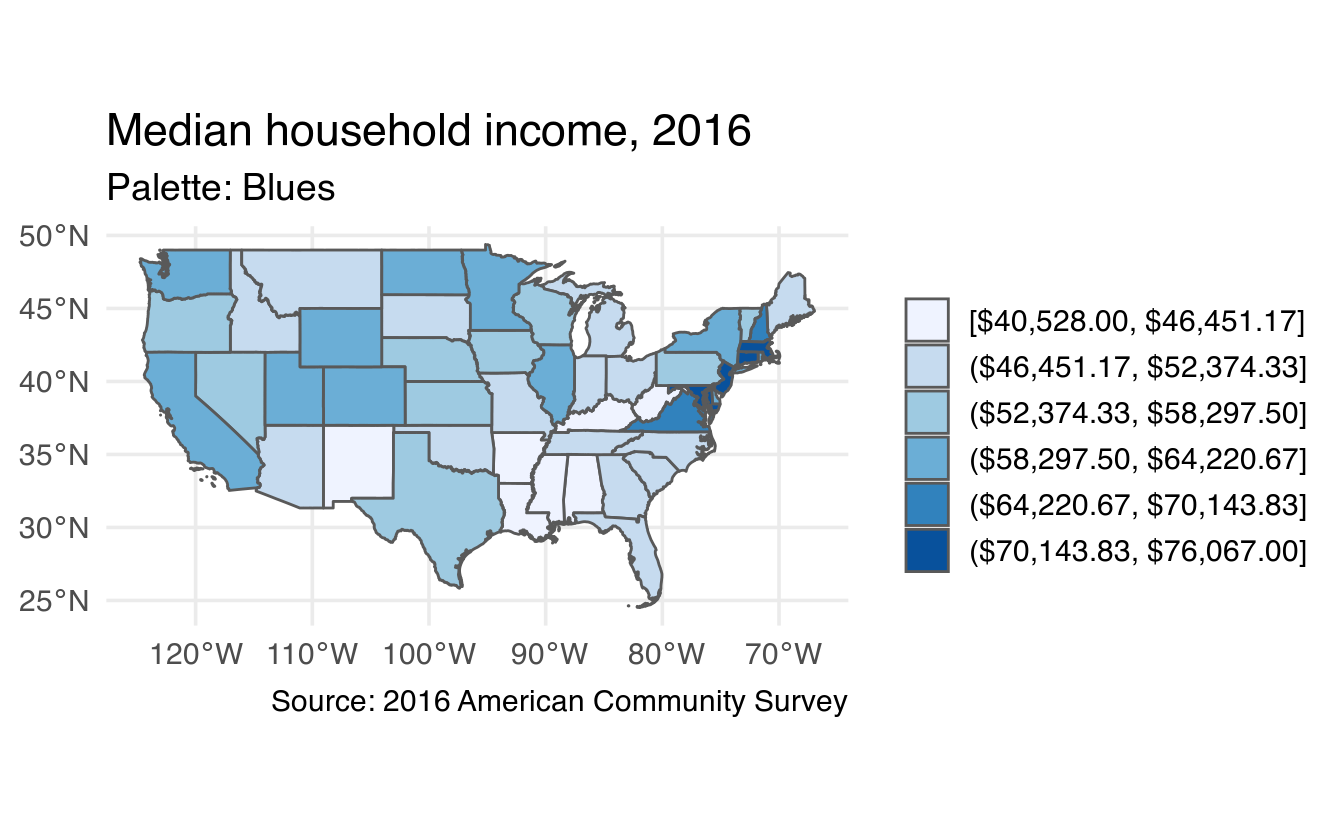 Median household income, 2016
Palette: Blues
50°N
45°N
40°N
35°N
30°N
25°N
120°W 110°W 100°W 90°W 80°W 70°W
Source: 2016 American Community Survey
[$40,528.00, $46,451.17]
($46,451.17, $52,374.33]
($52,374.33, $58,297.50]
($58,297.50, $64,220.67]
($64,220.67, $70,143.83]
($70,143.83, $76,067.00]